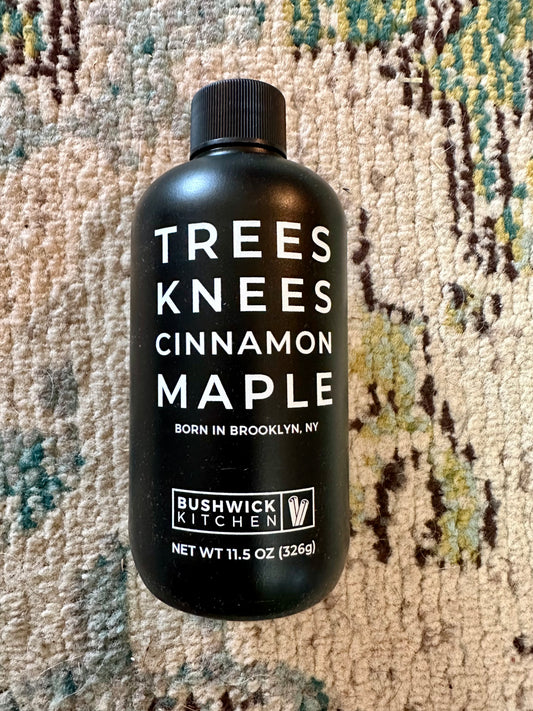 TREES
KNEES
CINNAMON
MAPLE
BORN IN BROOKLYN, NY
BUSHWICK
KITCHEN
NET WT 11.5 OZ (326g)